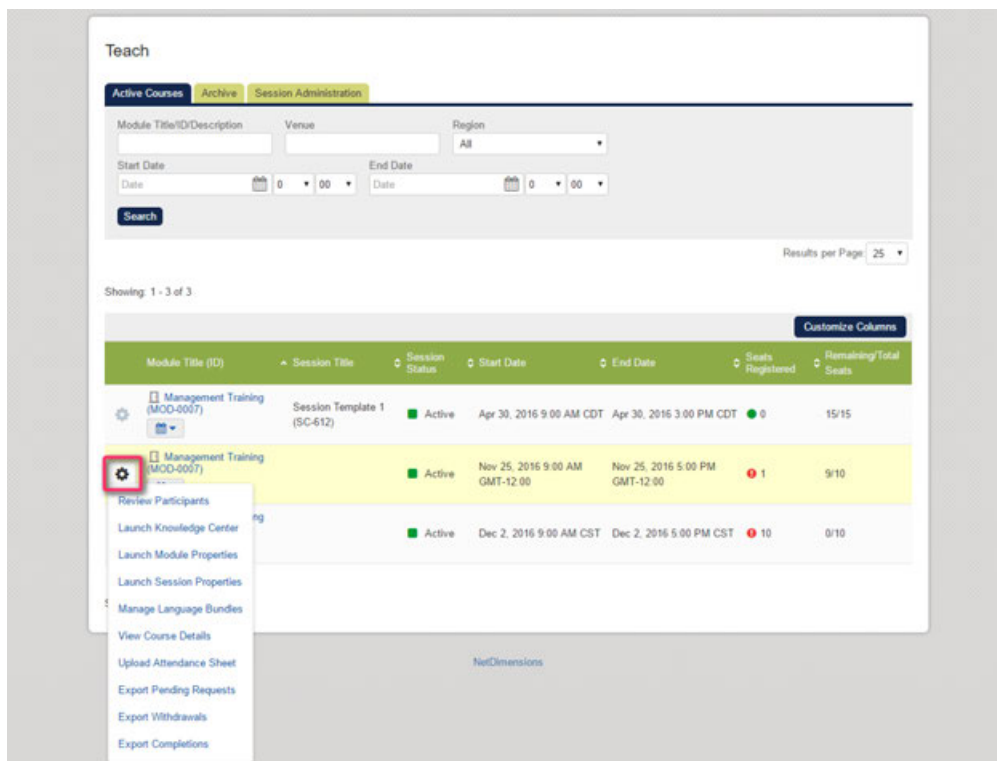 Teach
Active Courses Archive Session Administration
Module Title/ID/Description Venue Region
All
Start Date End Date
Date 0 00 Date 0 00
Search
Results per Page: 25
Showing: 1 - 3 of 3
Customize Columns
Module Title (ID) Session Title Session Status Start Date End Date Seats Registered Remaining/Total Seats
Management Training (MOD-0007) Session Template 1 (SC-612) Active Apr 30, 2016 9:00 AM CDT Apr 30, 2016 3:00 PM CDT 0 15/15
Management Training (MOD-0007) Active Nov 25, 2016 9:00 AM GMT-12:00 Nov 25, 2016 5:00 PM GMT-12:00 1 9/10
ng Active Dec 2, 2016 9:00 AM CST Dec 2, 2016 5:00 PM CST 10 0/10
Review Participants
Launch Knowledge Center
Launch Module Properties
Launch Session Properties
Manage Language Bundles
View Course Details
Upload Attendance Sheet
Export Pending Requests
Export Withdrawals
Export Completions
NetDimensions